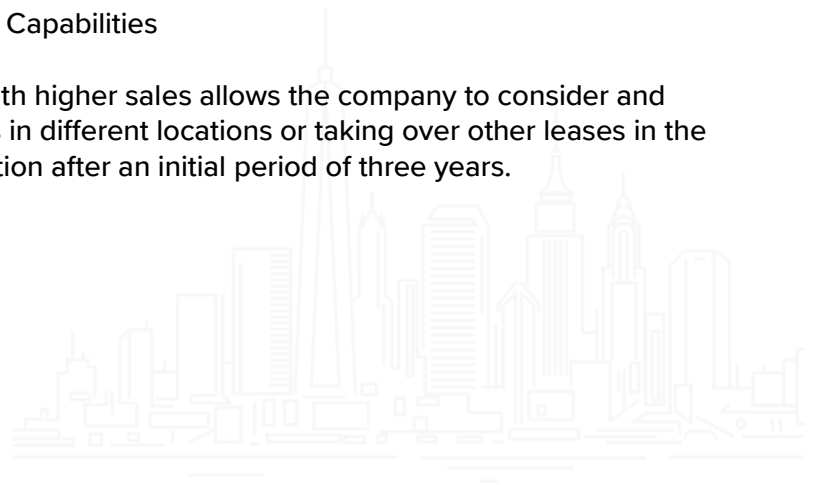 Capabilities
th higher sales allows the company to consider and
s in different locations or taking over other leases in the
tion after an initial period of three years.